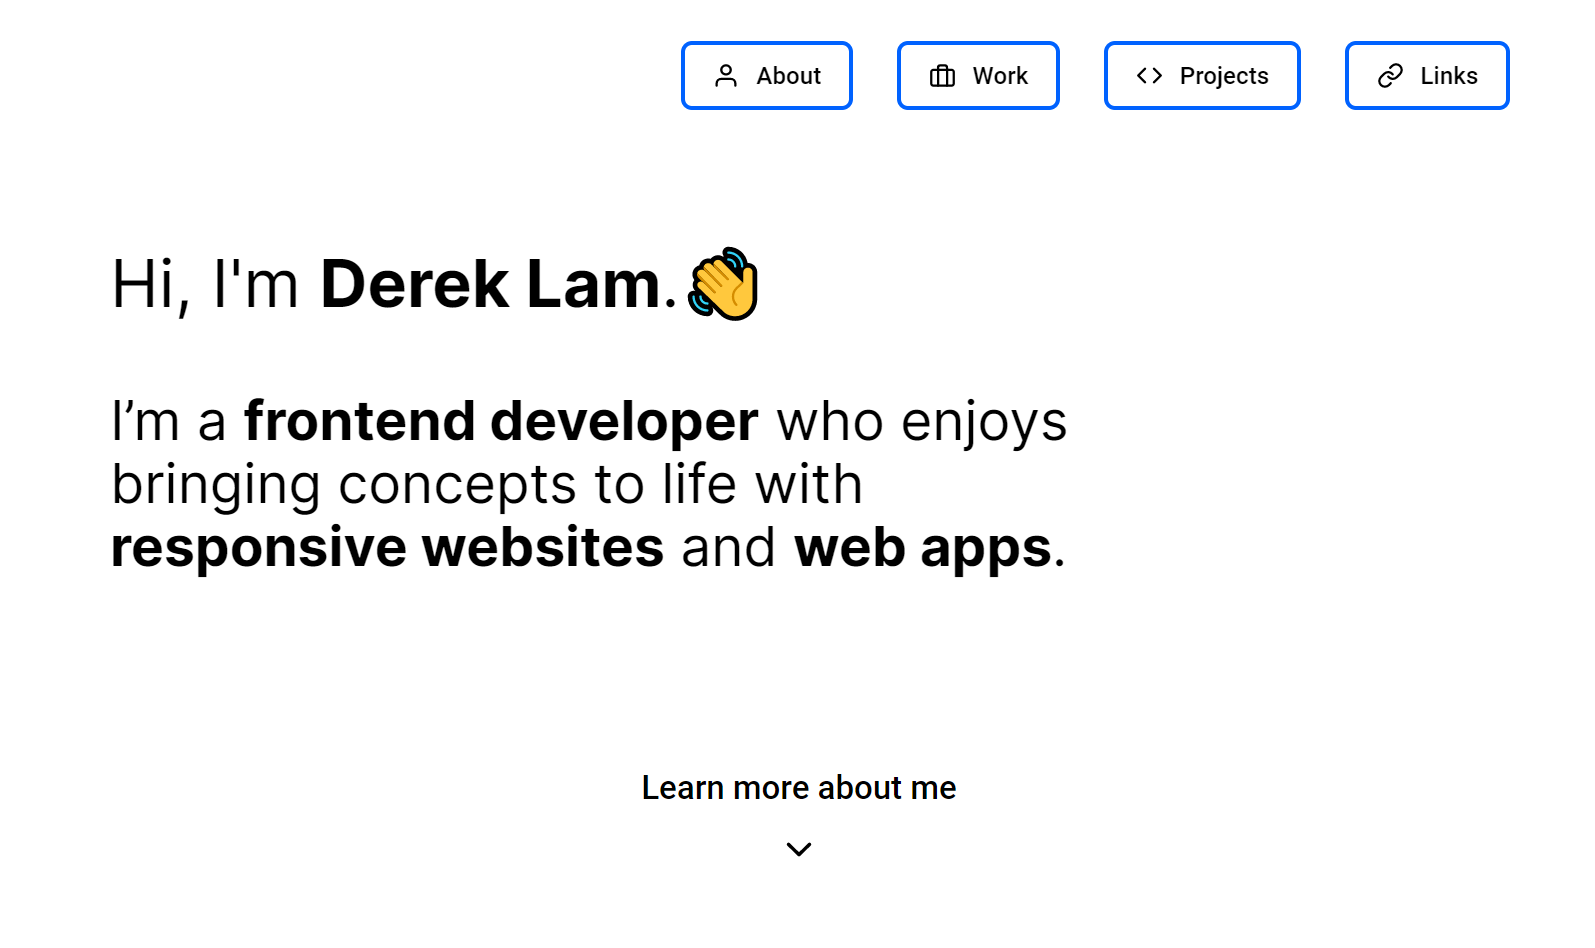 About
Work
Projects
Links
Hi, I'm Derek Lam.
I’m a frontend developer who enjoys
bringing concepts to life with
responsive websites and web apps.
Learn more about me